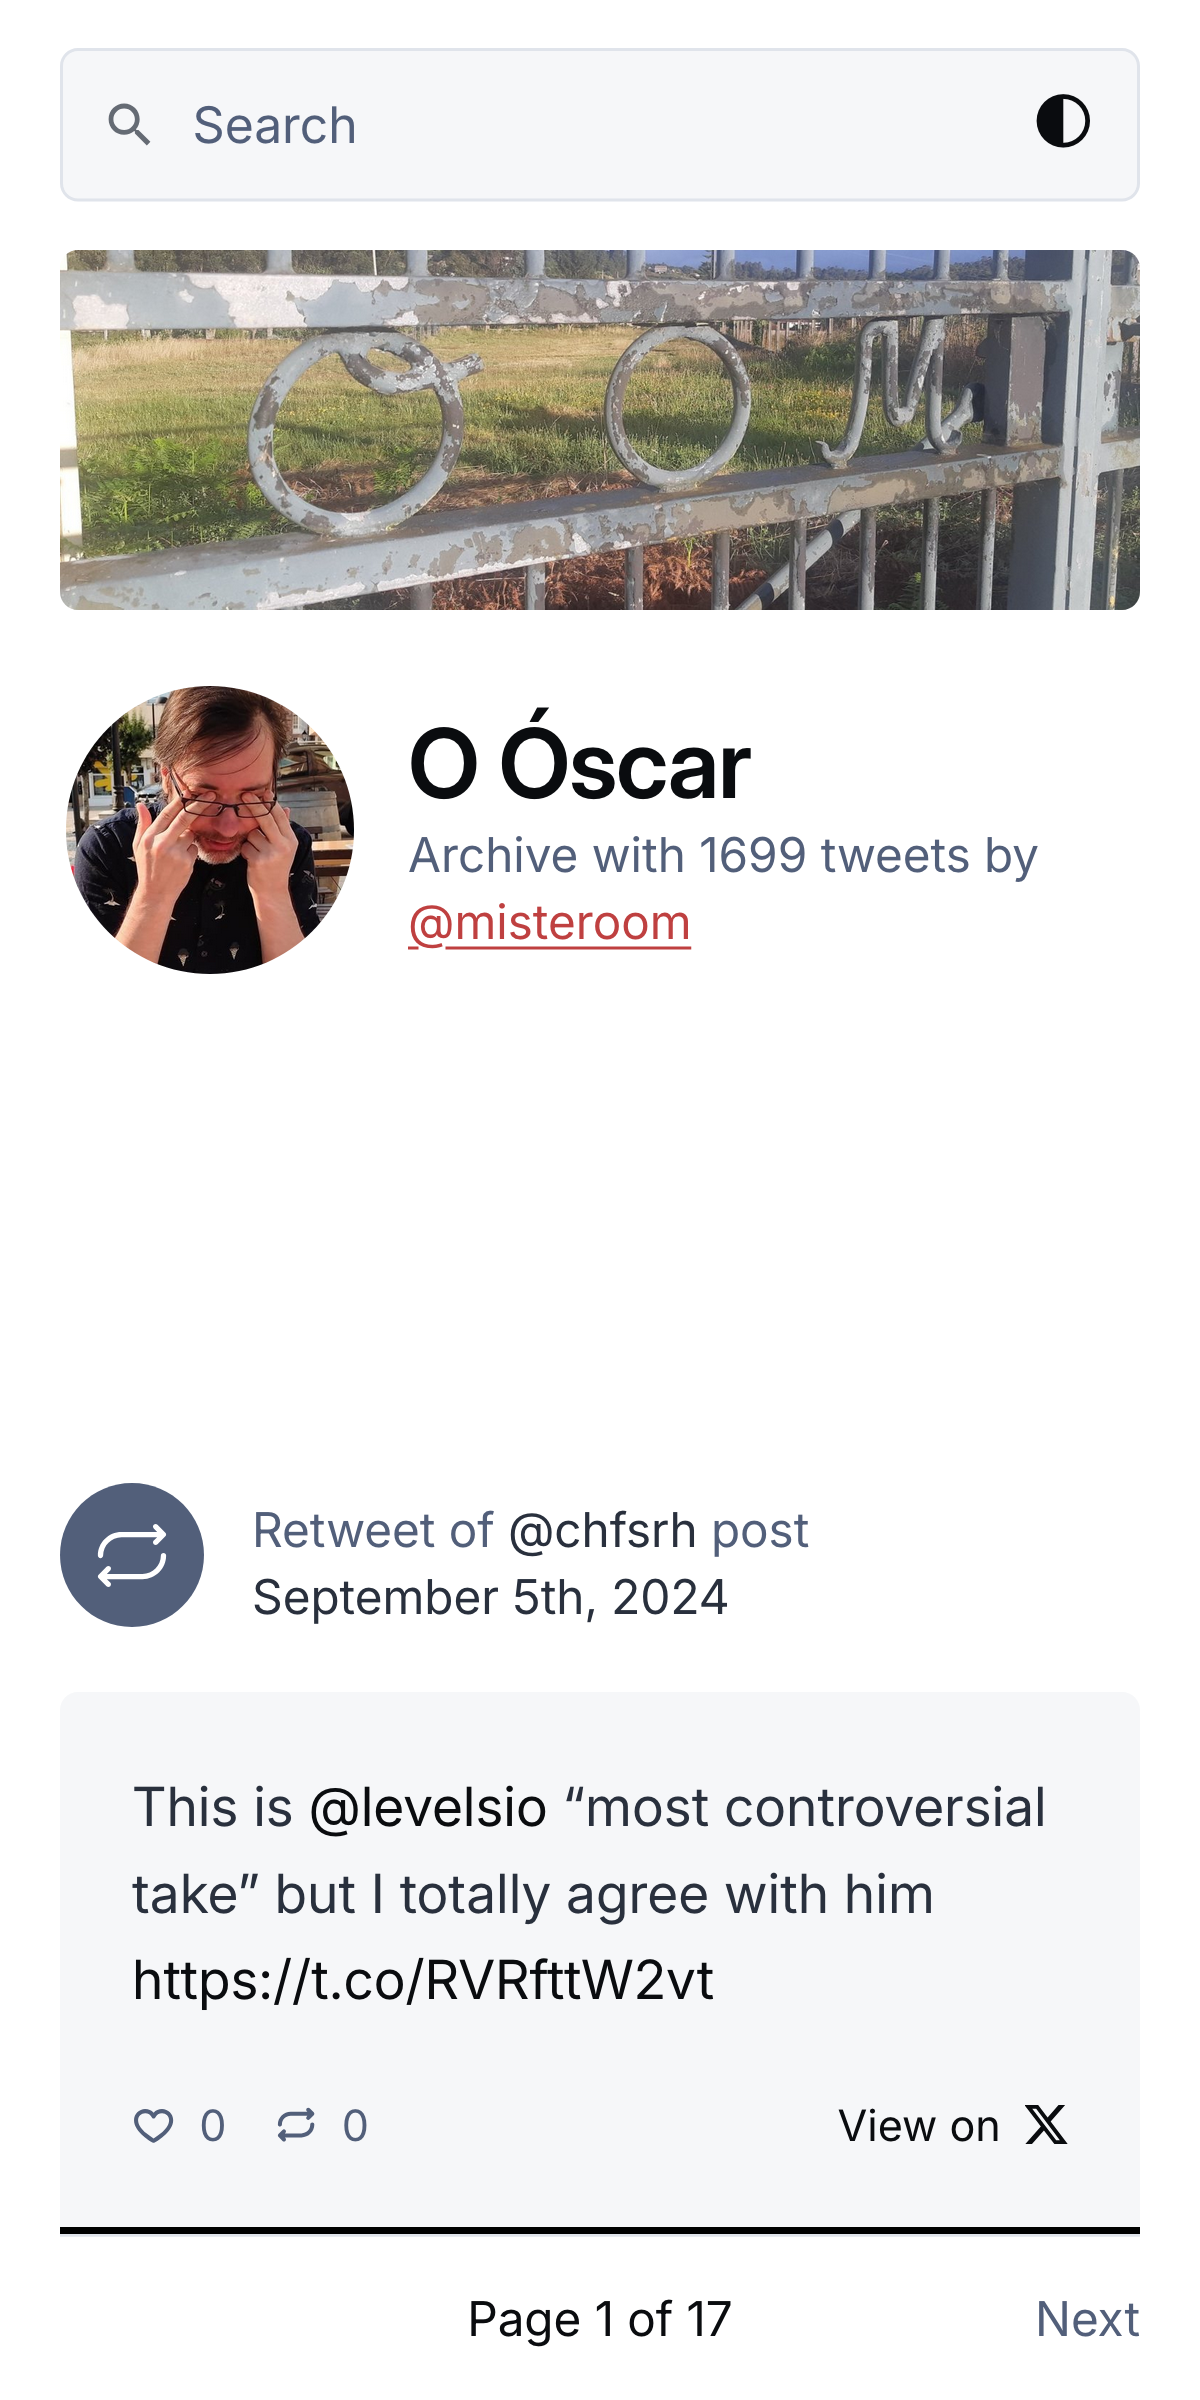 Search
O O M
O Óscar
Archive with 1699 tweets by
@misteroom
Retweet of @chfsrh post
September 5th, 2024
This is @levelsio “most controversial
take” but I totally agree with him
https://t.co/RVRfttW2vt
0 0 View on X
Page 1 of 17 Next